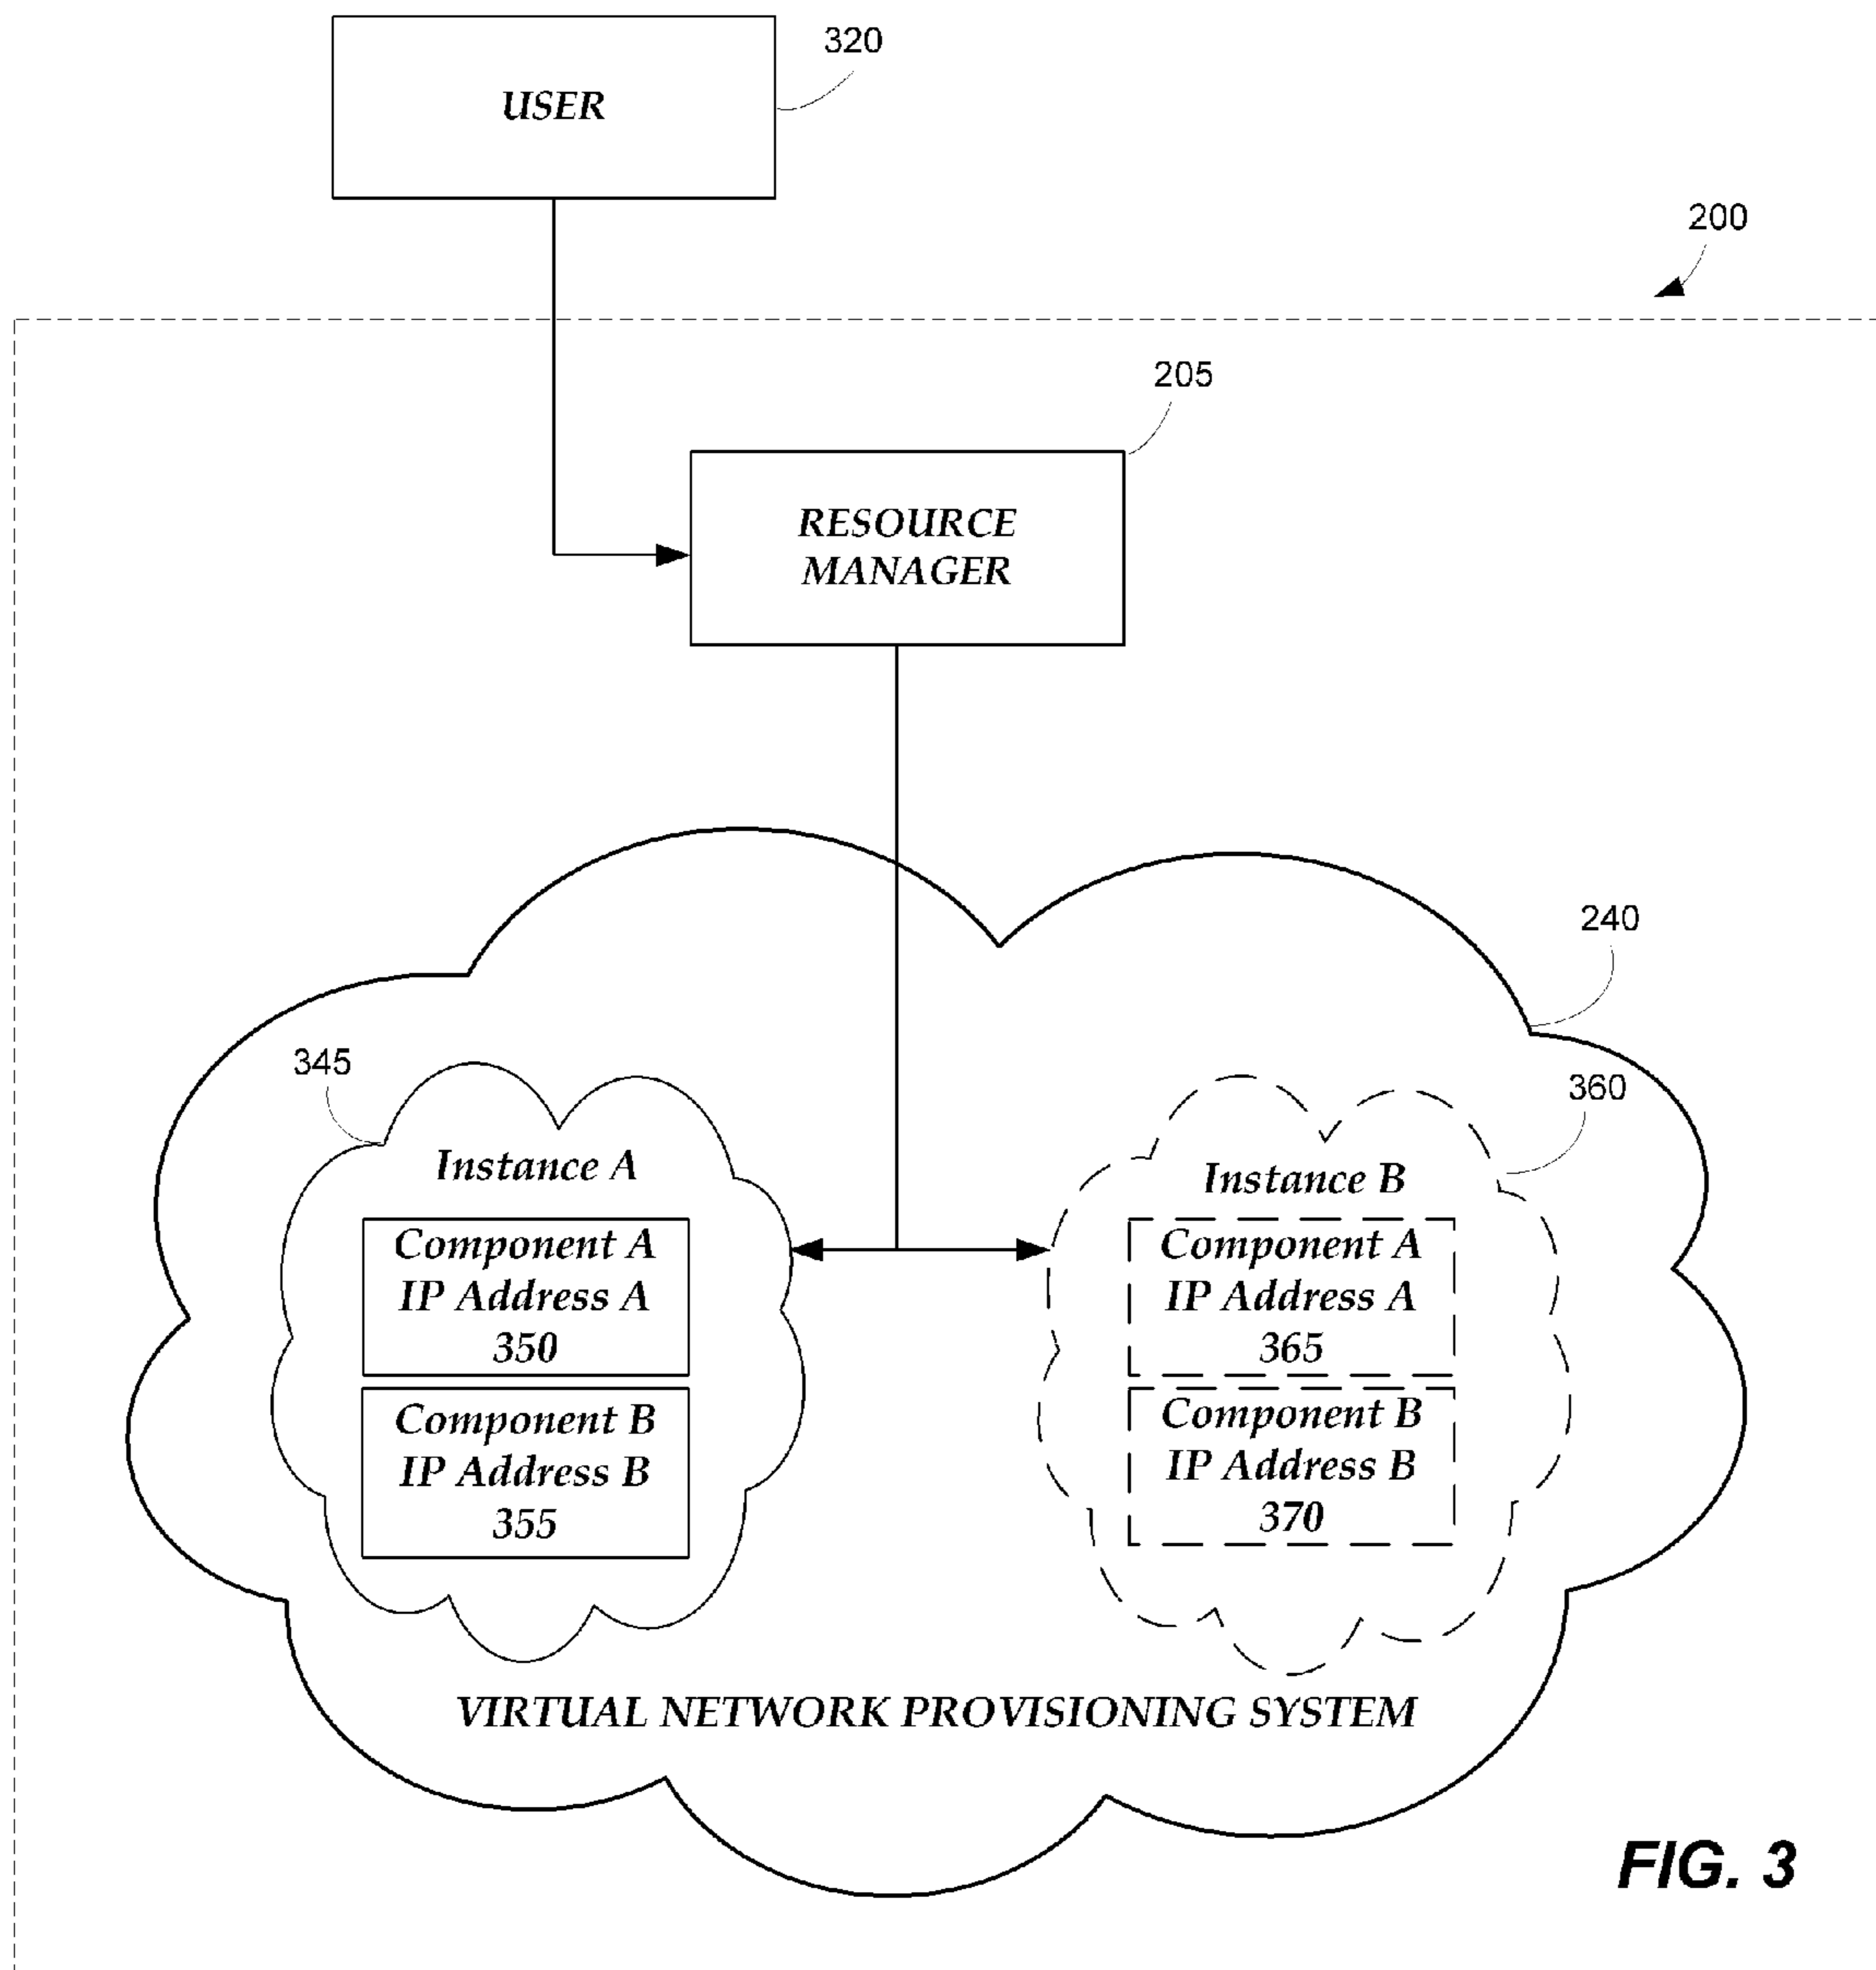 320
USER
200
205
RESOURCE
MANAGER
240
345
360
Instance A
Component A
IP Address A
350
Component B
IP Address B
355
Instance B
Component A
IP Address A
365
Component B
IP Address B
370
VIRTUAL NETWORK PROVISIONING SYSTEM
FIG. 3